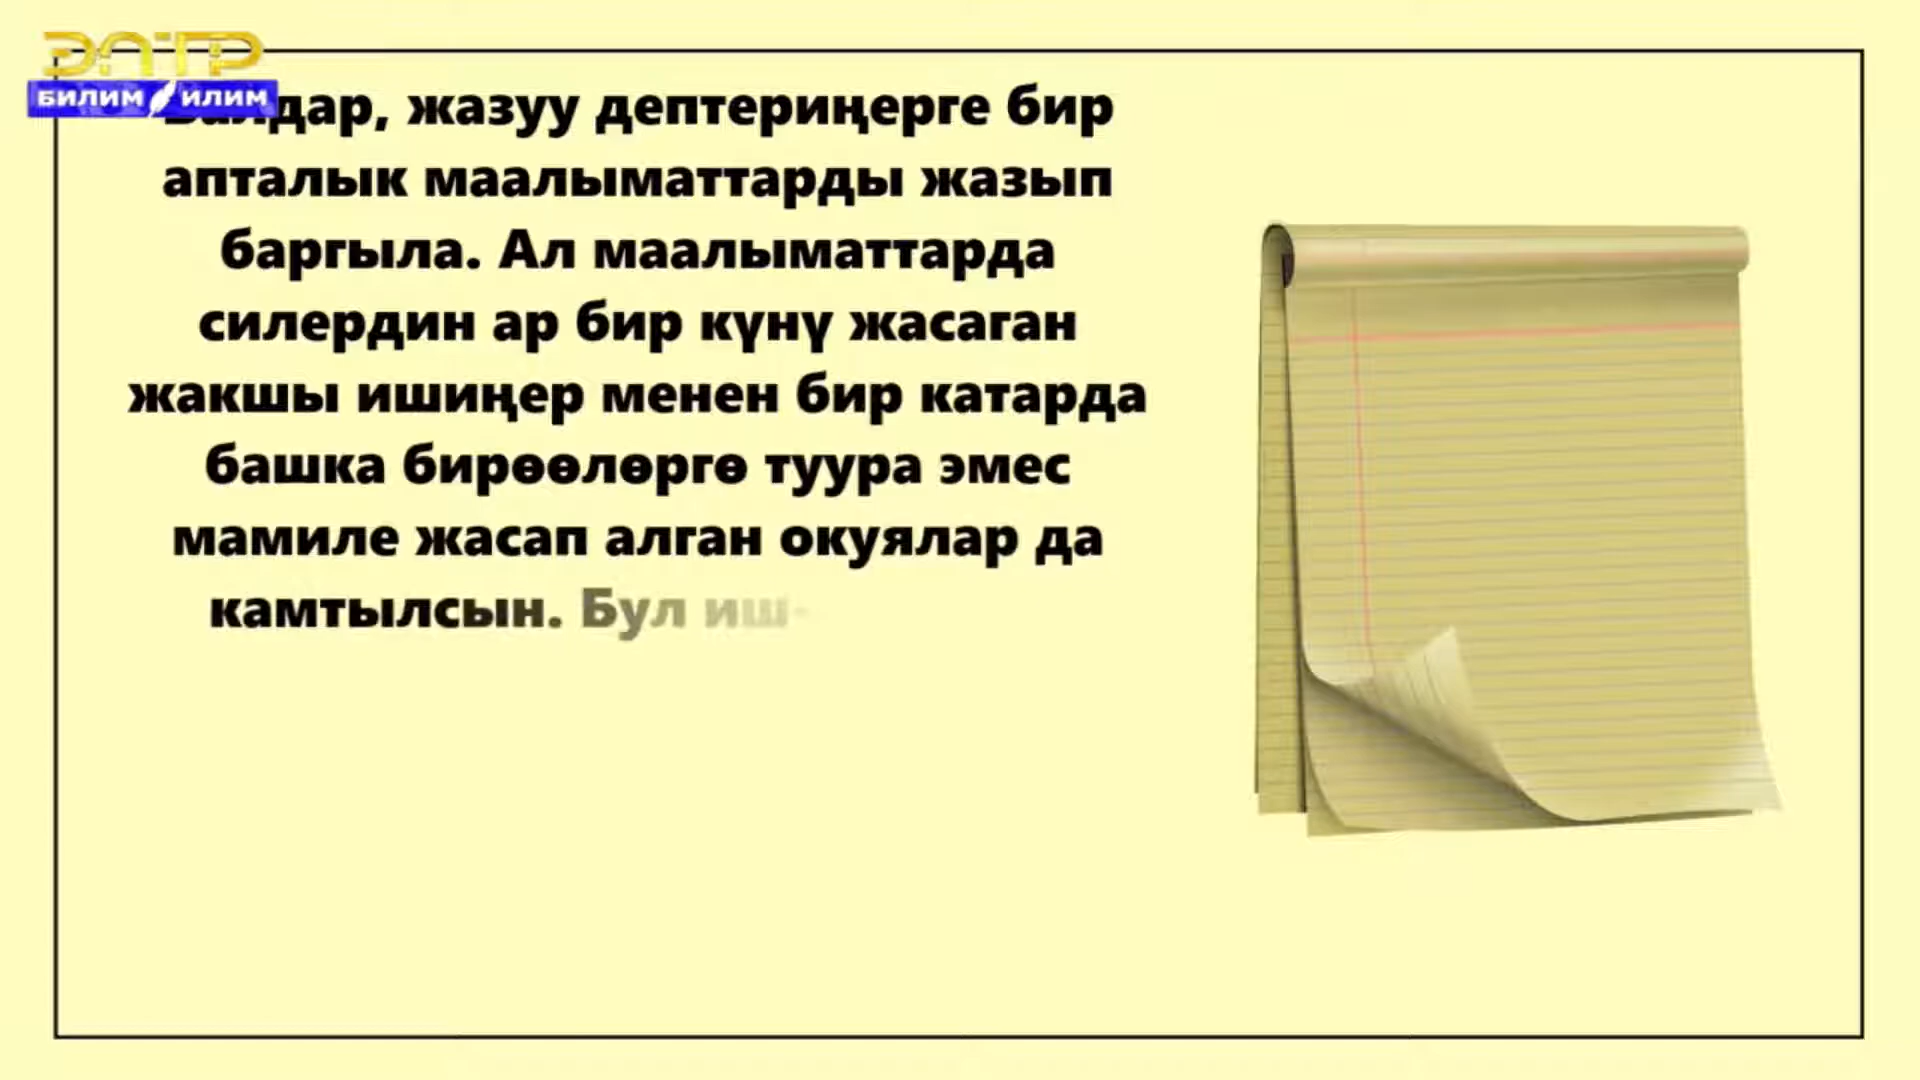 ЭЛТР
БИЛИМ ИЛИМ
жазуу дептериңерге бир
апталык маалыматтарды жазып
баргыла. Ал маалыматтарда
силердин ар бир күнү жасаган
жакшы ишиңер менен бир катарда
башка бирөөлөргө туура эмес
мамиле жасап алган окуялар да
камтылсын. Бул иш-